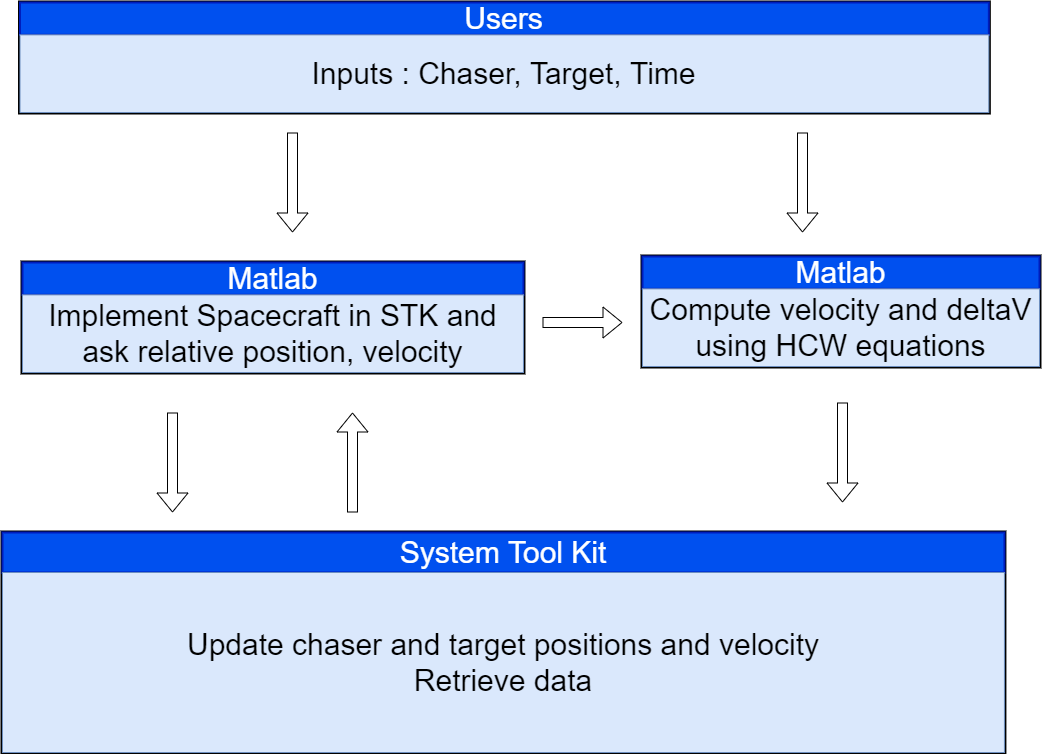 Users
Inputs : Chaser, Target, Time
Matlab
Implement Spacecraft in STK and
ask relative position, velocity
Matlab
Compute velocity and deltaV
using HCW equations
System Tool Kit
Update chaser and target positions and velocity
Retrieve data